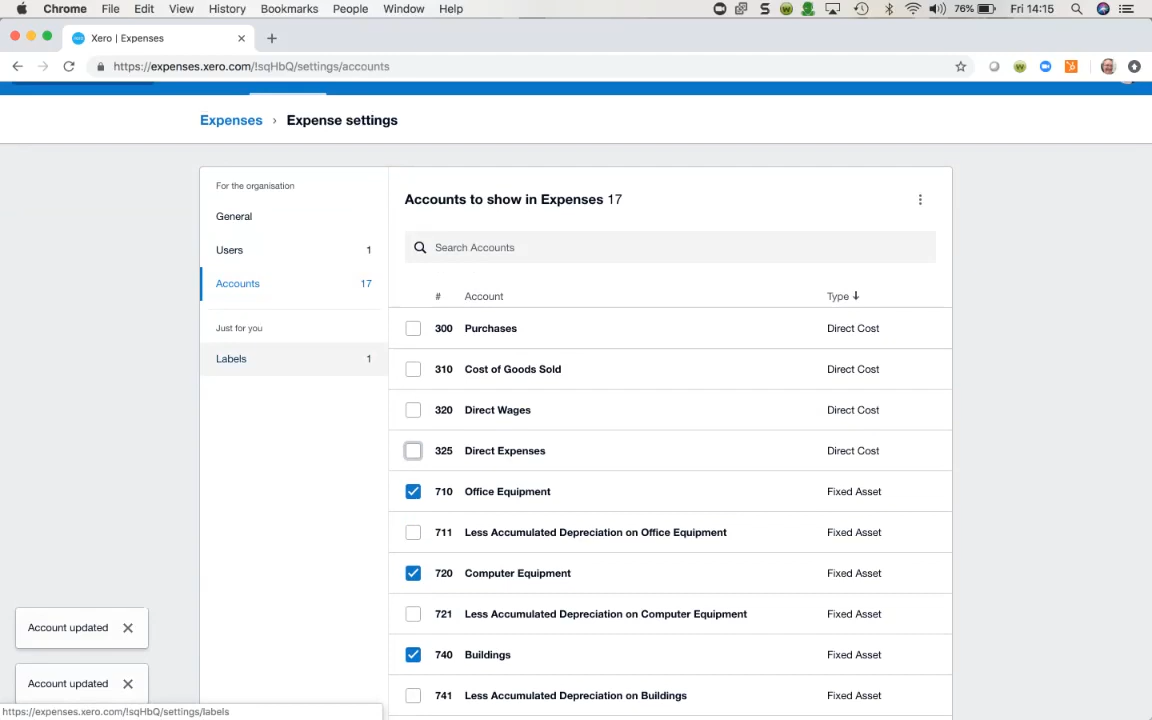 Chrome File Edit View History Bookmarks People Window Help 76% Fri 14:15
Xero | Expenses
https://expenses.xero.com/!sqHbQ/settings/accounts
Expenses › Expense settings
For the organisation
General
Users 1
Accounts 17
Just for you
Labels 1
Accounts to show in Expenses 17
Search Accounts
# Account Type
300 Purchases Direct Cost
310 Cost of Goods Sold Direct Cost
320 Direct Wages Direct Cost
325 Direct Expenses Direct Cost
710 Office Equipment Fixed Asset
711 Less Accumulated Depreciation on Office Equipment Fixed Asset
720 Computer Equipment Fixed Asset
721 Less Accumulated Depreciation on Computer Equipment Fixed Asset
740 Buildings Fixed Asset
741 Less Accumulated Depreciation on Buildings Fixed Asset
Account updated
Account updated
https://expenses.xero.com/!sqHbQ/settings/labels